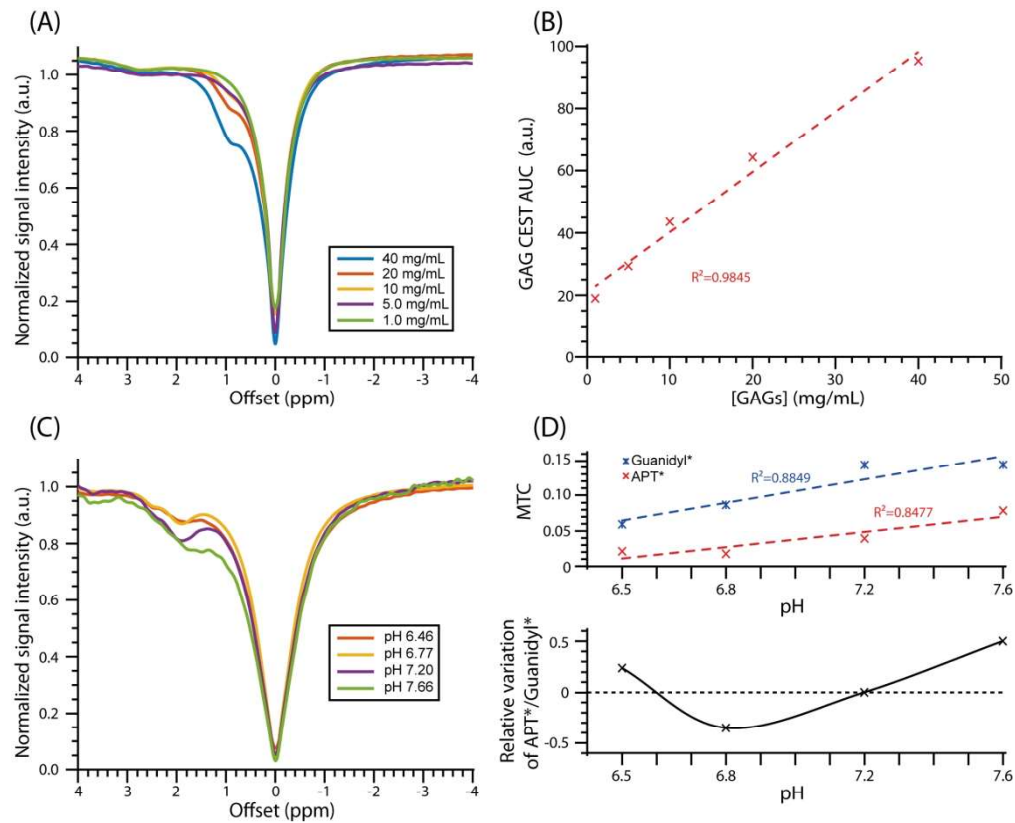 (A)
Normalized signal intensity (a.u.)
1.0
0.8
0.6
0.4
0.2
0.0
40 mg/mL
20 mg/mL
10 mg/mL
5.0 mg/mL
1.0 mg/mL
4 3 2 1 0 -1 -2 -3 -4
Offset (ppm)
(B)
GAG CEST AUC (a.u.)
100
80
60
40
20
0
R²=0.9845
0 10 20 30 40 50
[GAGs] (mg/mL)
(C)
Normalized signal intensity (a.u.)
1.0
0.8
0.6
0.4
0.2
0.0
pH 6.46
pH 6.77
pH 7.20
pH 7.66
4 3 2 1 0 -1 -2 -3 -4
Offset (ppm)
(D)
MTC
0.15
0.10
0.05
0
Guanidyl*
APT*
R²=0.8849
R²=0.8477
6.5 6.8 7.2 7.6
pH
Relative variation
of APT*/Guanidyl*
0.5
0
-0.5
6.5 6.8 7.2 7.6
pH